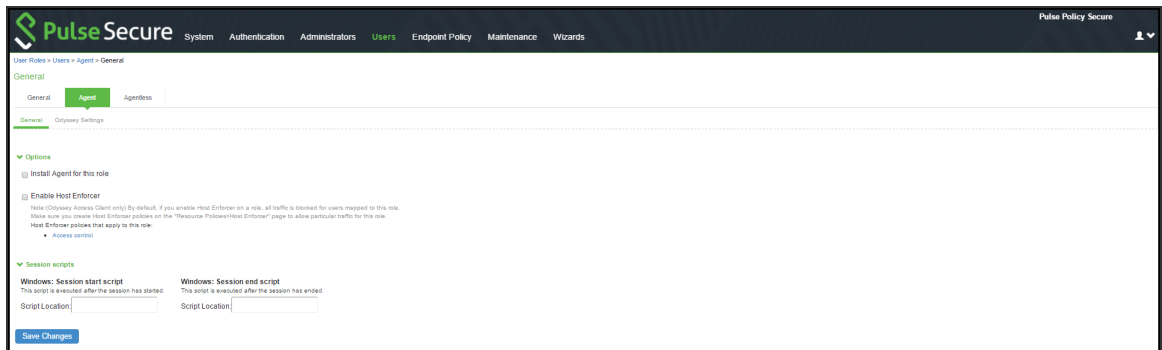 Pulse Policy Secure
Pulse Secure System Authentication Administrators Users Endpoint Policy Maintenance Wizards
User Roles > Users > Agent > General
General
General Agent Agentless
General Odyssey Settings
Options
Install Agent for this role
Enable Host Enforcer
Note:(Odyssey Access Client only) By default, if you enable Host Enforcer on a role, all traffic is blocked for users mapped to this role.
Make sure you create Host Enforcer policies on the "Resource Policies>Host Enforcer" page to allow particular traffic for this role.
Host Enforcer policies that apply to this role:
• Access control
Session scripts
Windows: Session start script Windows: Session end script
This script is executed after the session has started. This script is executed after the session has ended.
Script Location: Script Location:
Save Changes